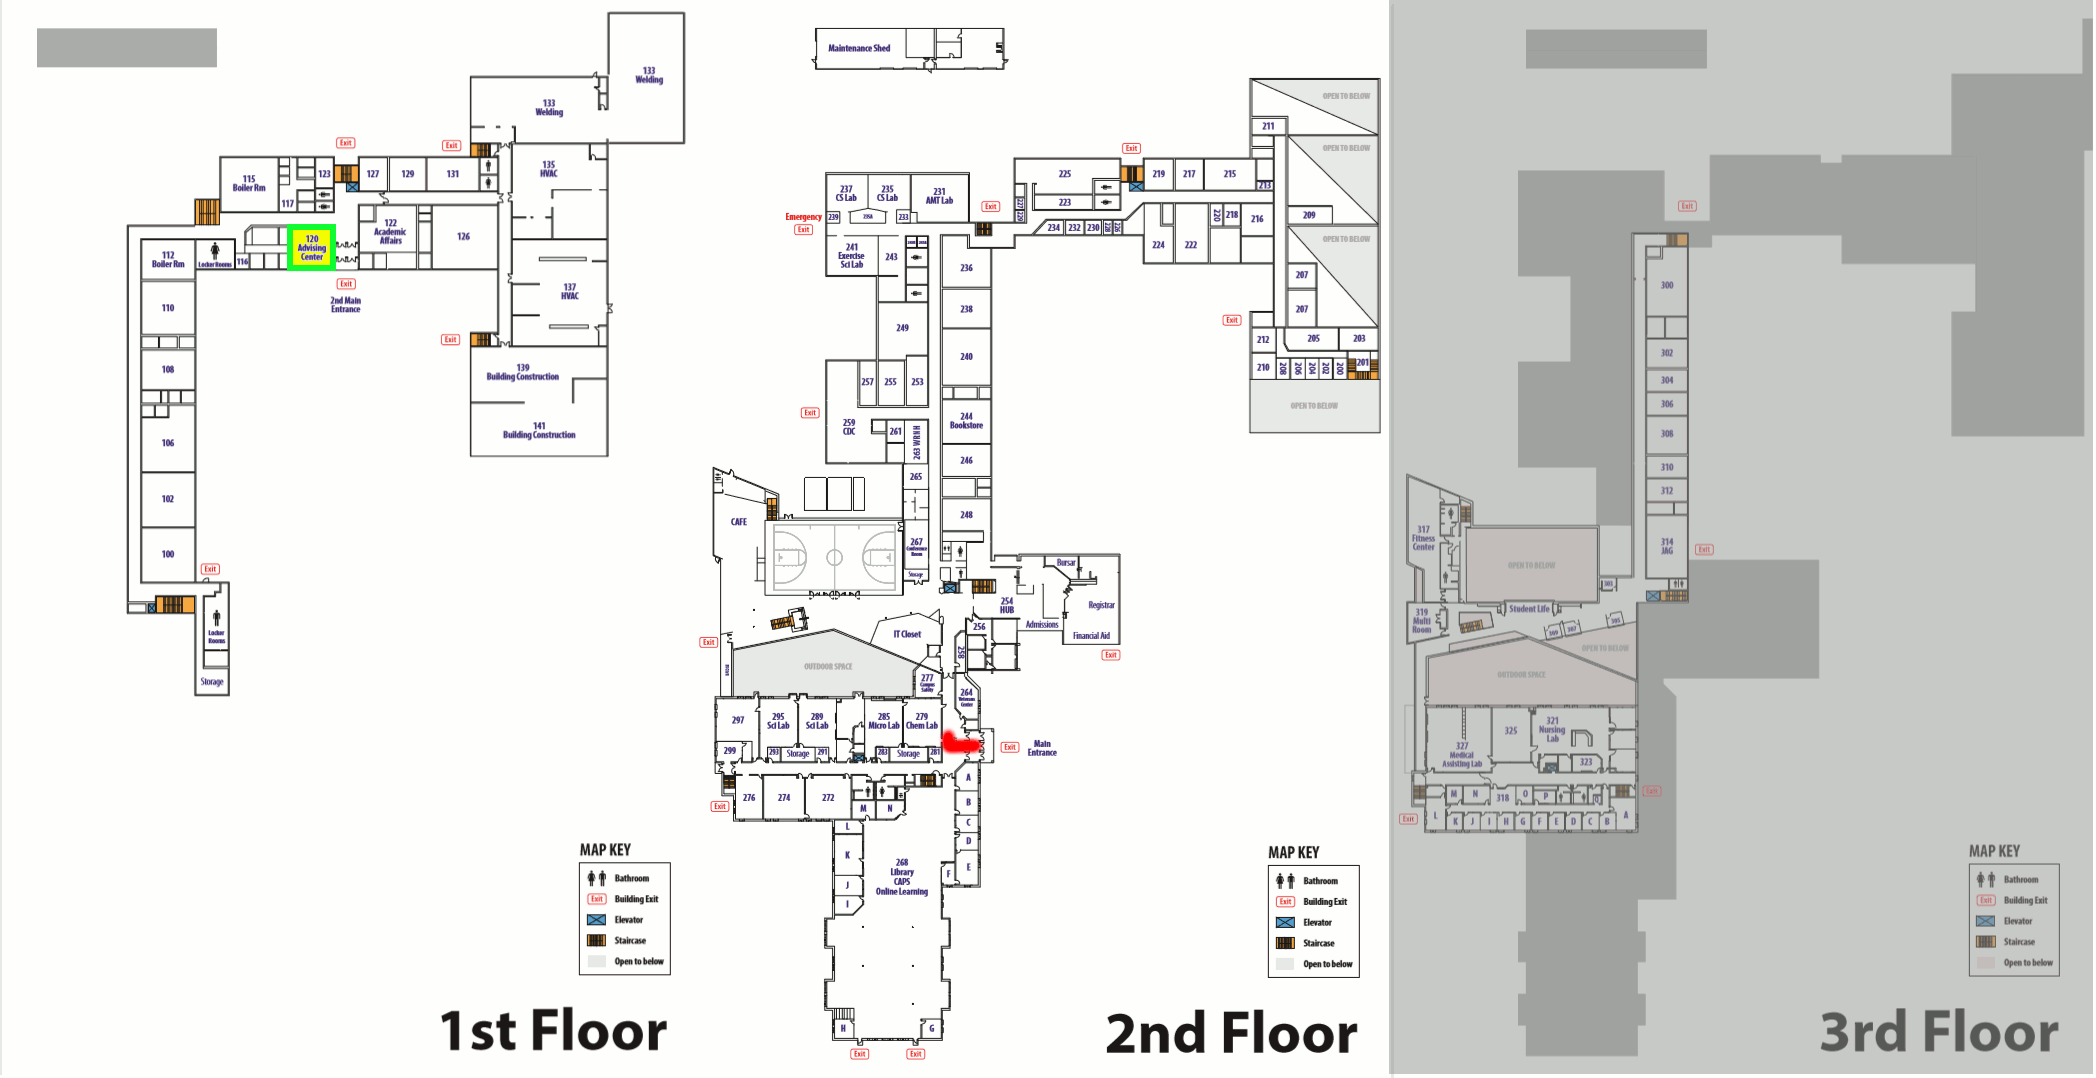 133
Welding
133
Welding
Exit
Exit
115
Boiler Rm
123
127
129
131
135
HVAC
117
120
Advising
Center
122
Academic
Affairs
126
112
Boiler Rm
Locker Rooms
116
Exit
2nd Main
Entrance
110
137
HVAC
Exit
108
139
Building Construction
106
141
Building Construction
102
100
Exit
Locker
Rooms
Storage
MAP KEY
Bathroom
Exit
Building Exit
Elevator
Staircase
Open to below
1st Floor
Maintenance Shed
OPEN TO BELOW
211
Exit
OPEN TO BELOW
225
219
217
215
213
237
CS Lab
235
CS Lab
231
AMT Lab
227
229
223
Emergency
Exit
239
235A
233
Exit
234
232
230
228
226
224
222
220
218
216
209
OPEN TO BELOW
241
Exercise
Sci Lab
243
236
207
238
207
249
Exit
212
205
203
240
210
208
206
204
202
200
201
257
255
253
OPEN TO BELOW
Exit
259
CDC
261
263 WRNH
244
Bookstore
246
265
CAFE
248
267
Conference
Room
Storage
Bursar
254
HUB
Registrar
Admissions
Financial Aid
Exit
IT Closet
256
258
Exit
OUTDOOR SPACE
277
Campus
Safety
264
Veterans
Center
297
295
Sci Lab
289
Sci Lab
285
Micro Lab
279
Chem Lab
299
293
Storage
291
283
Storage
281
Exit
Main
Entrance
276
274
272
M
N
A
B
C
D
E
F
Exit
L
K
J
I
268
Library
CAPS
Online Learning
H
G
Exit
Exit
MAP KEY
Bathroom
Exit
Building Exit
Elevator
Staircase
Open to below
2nd Floor
Exit
300
302
304
306
308
310
312
314
JAG
Exit
317
Fitness
Center
OPEN TO BELOW
303
319
Multi
Room
Student Life
309
307
305
OPEN TO BELOW
OUTDOOR SPACE
327
Medical
Assisting Lab
325
321
Nursing
Lab
323
Exit
M
N
318
O
P
Q
L
K
J
I
H
G
F
E
D
C
B
A
Exit
MAP KEY
Bathroom
Exit
Building Exit
Elevator
Staircase
Open to below
3rd Floor